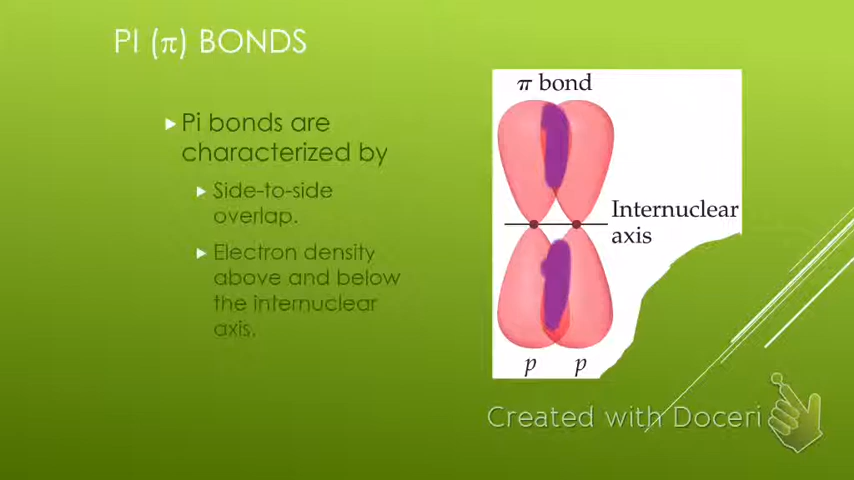 PI (π) BONDS
Pi bonds are
characterized by
Side-to-side
overlap.
Electron density
above and below
the internuclear
axis.
π bond
Internuclear
axis
p p
Created with Doceri